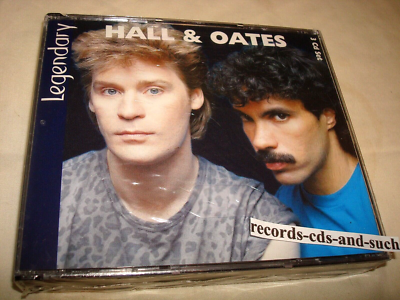 Legendary
HALL & OATES
3 CD Set
records-cds-and-such